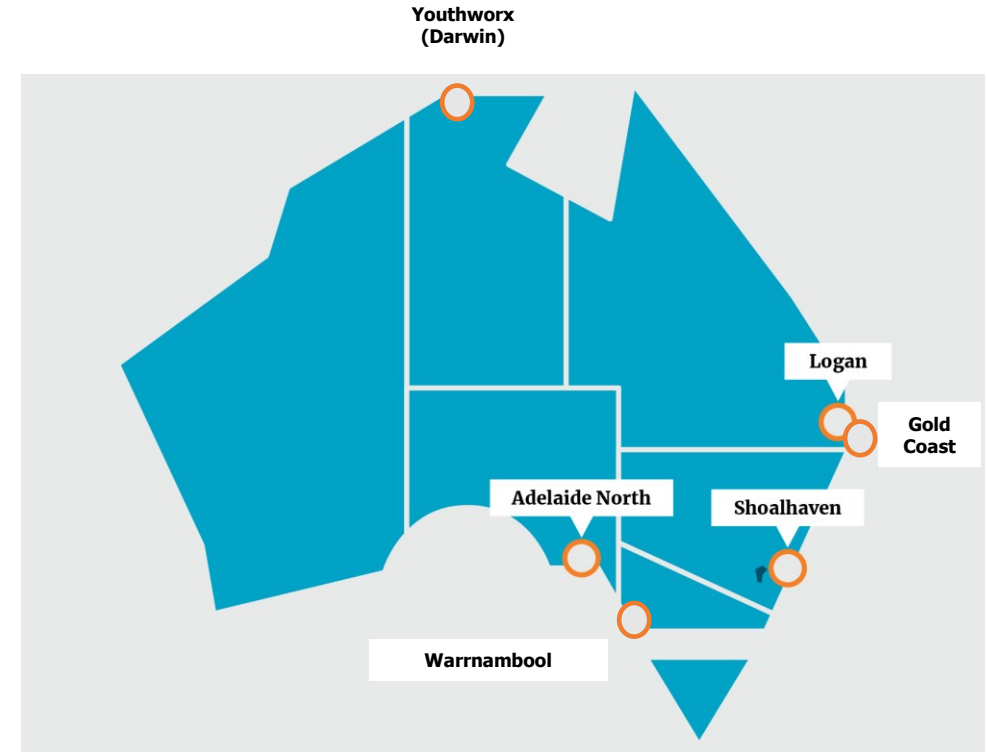 Youthworx
(Darwin)
Logan
Gold
Coast
Adelaide North
Shoalhaven
Warrnambool